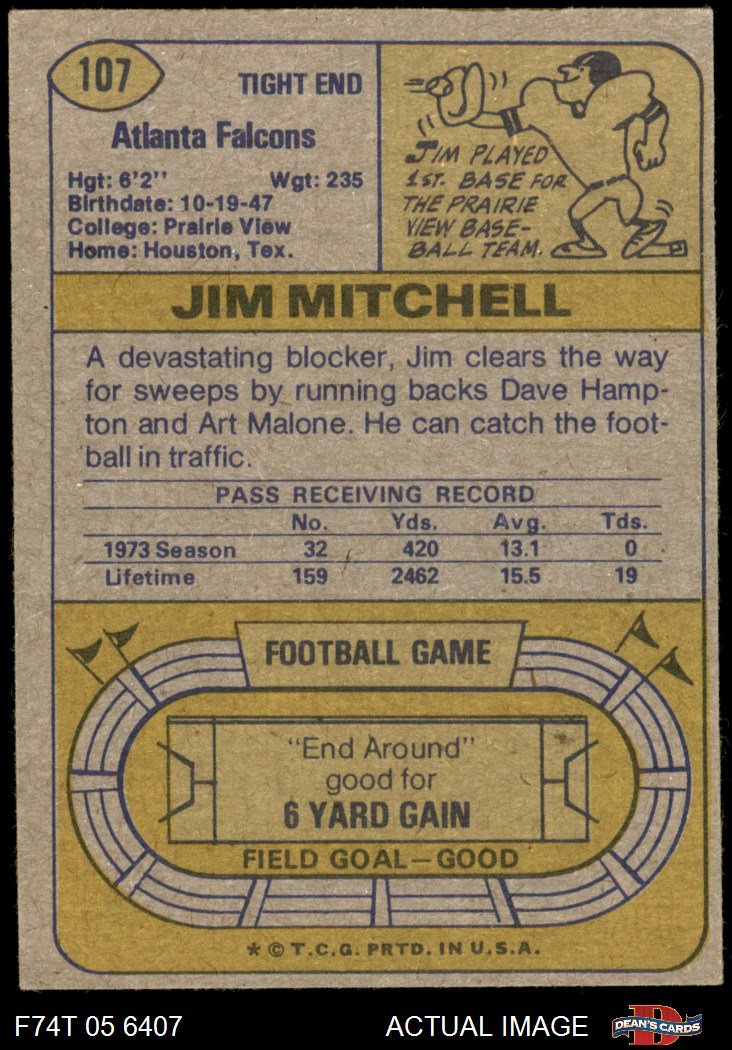 107
TIGHT END
Atlanta Falcons
Hgt: 6'2" Wgt: 235
Birthdate: 10-19-47
College: Prairie View
Home: Houston, Tex.
JIM PLAYED
1ST. BASE FOR
THE PRAIRIE
VIEW BASE-
BALL TEAM.
JIM MITCHELL
A devastating blocker, Jim clears the way
for sweeps by running backs Dave Hamp-
ton and Art Malone. He can catch the foot-
ball in traffic.
PASS RECEIVING RECORD
No. Yds. Avg. Tds.
1973 Season 32 420 13.1 0
Lifetime 159 2462 15.5 19
FOOTBALL GAME
"End Around"
good for
6 YARD GAIN
FIELD GOAL—GOOD
* © T.C.G. PRTD. IN U.S.A.
F74T 05 6407 ACTUAL IMAGE
D
DEAN'S CARDS